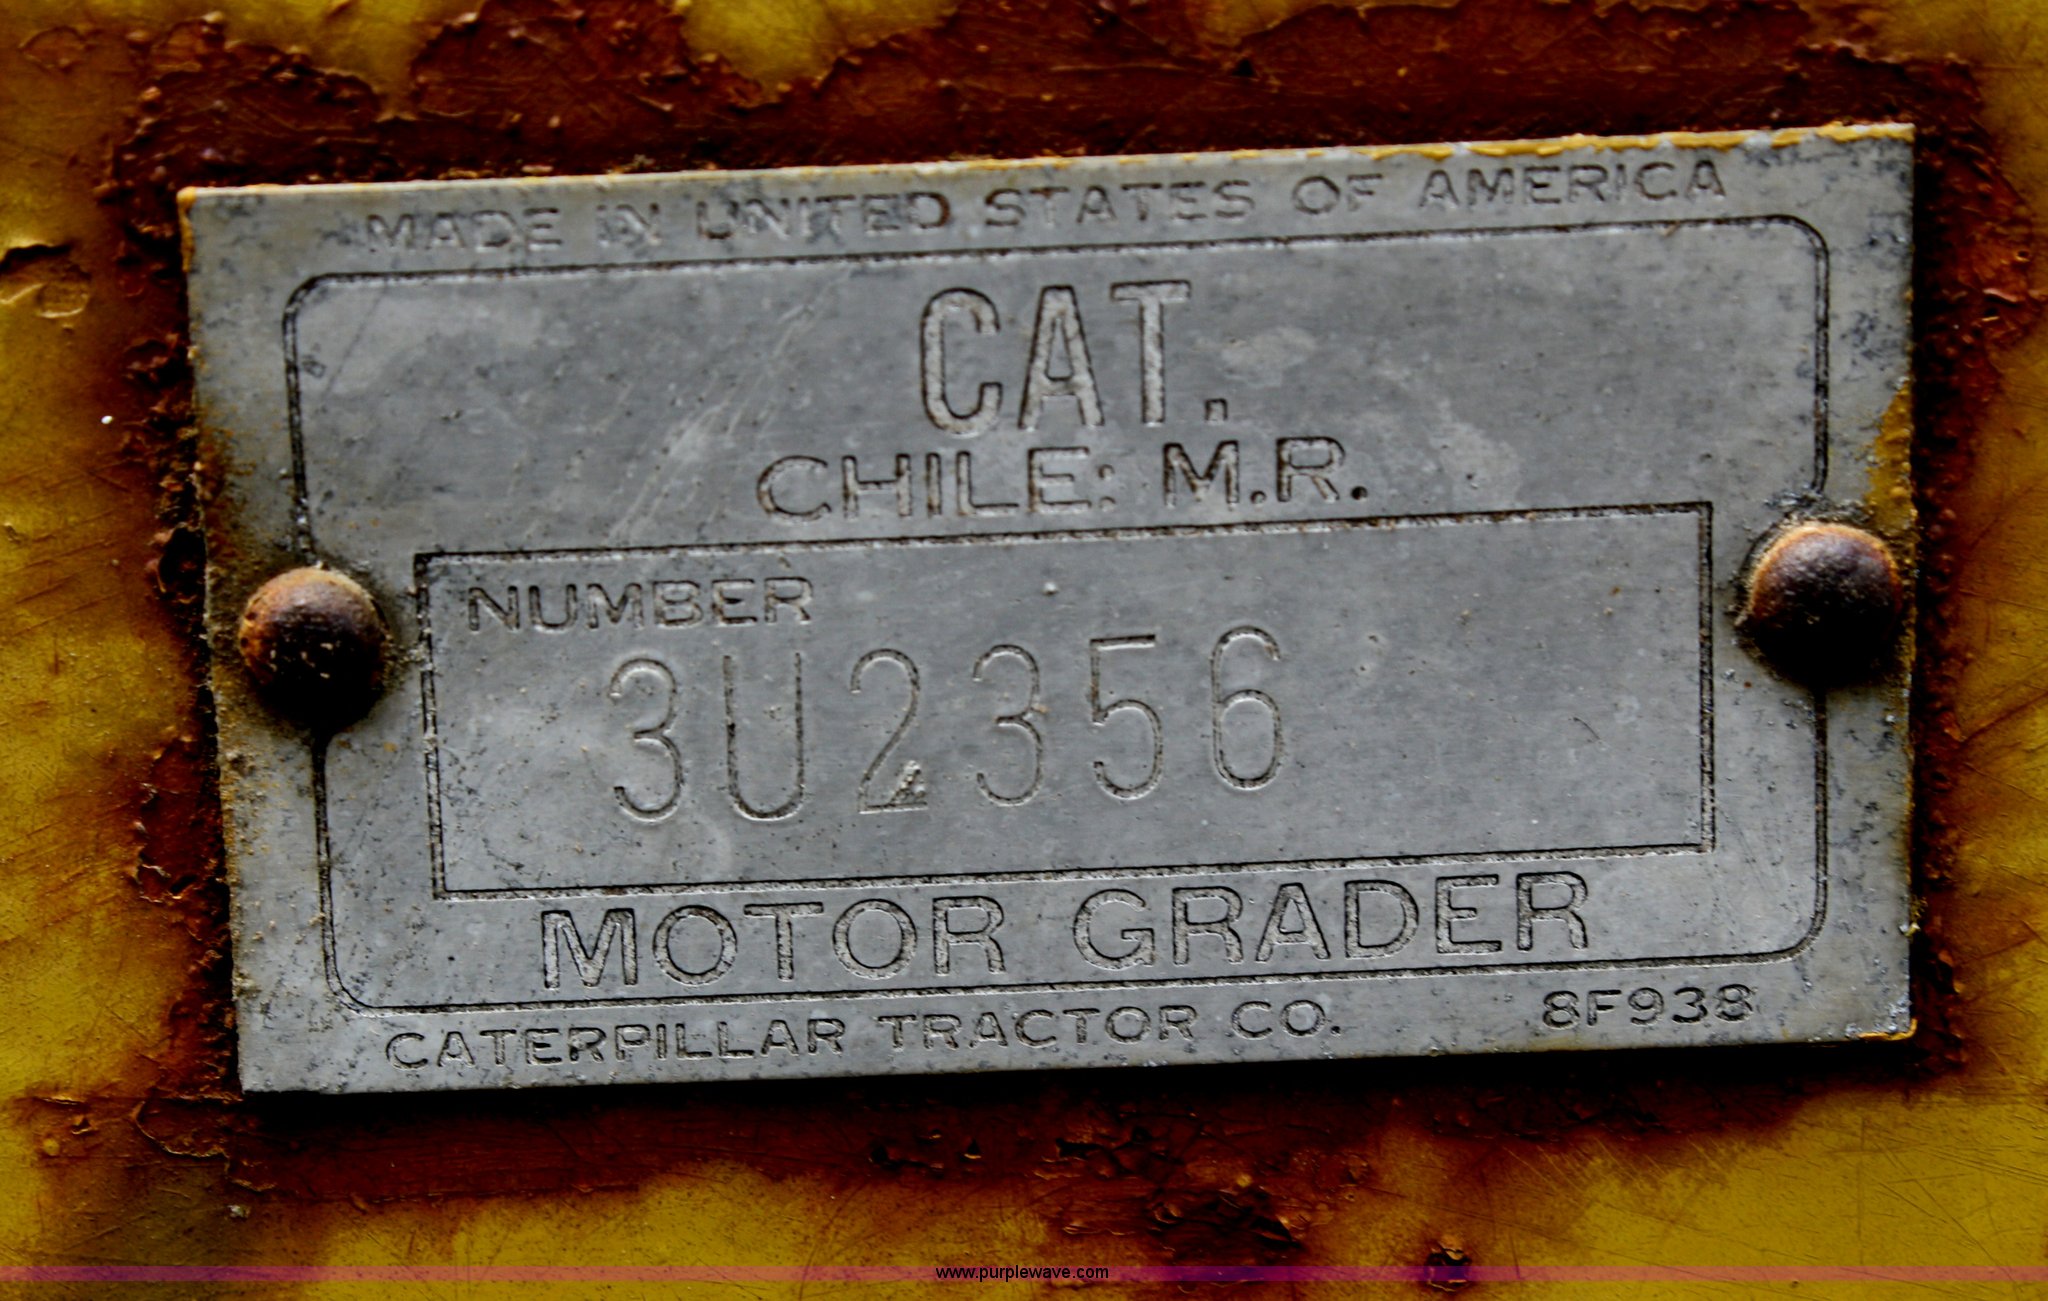 MADE IN UNITED STATES OF AMERICA
CAT.
CHILE: M.R.
NUMBER
3U2356
MOTOR GRADER
CATERPILLAR TRACTOR CO. 8F938
www.purplewave.com